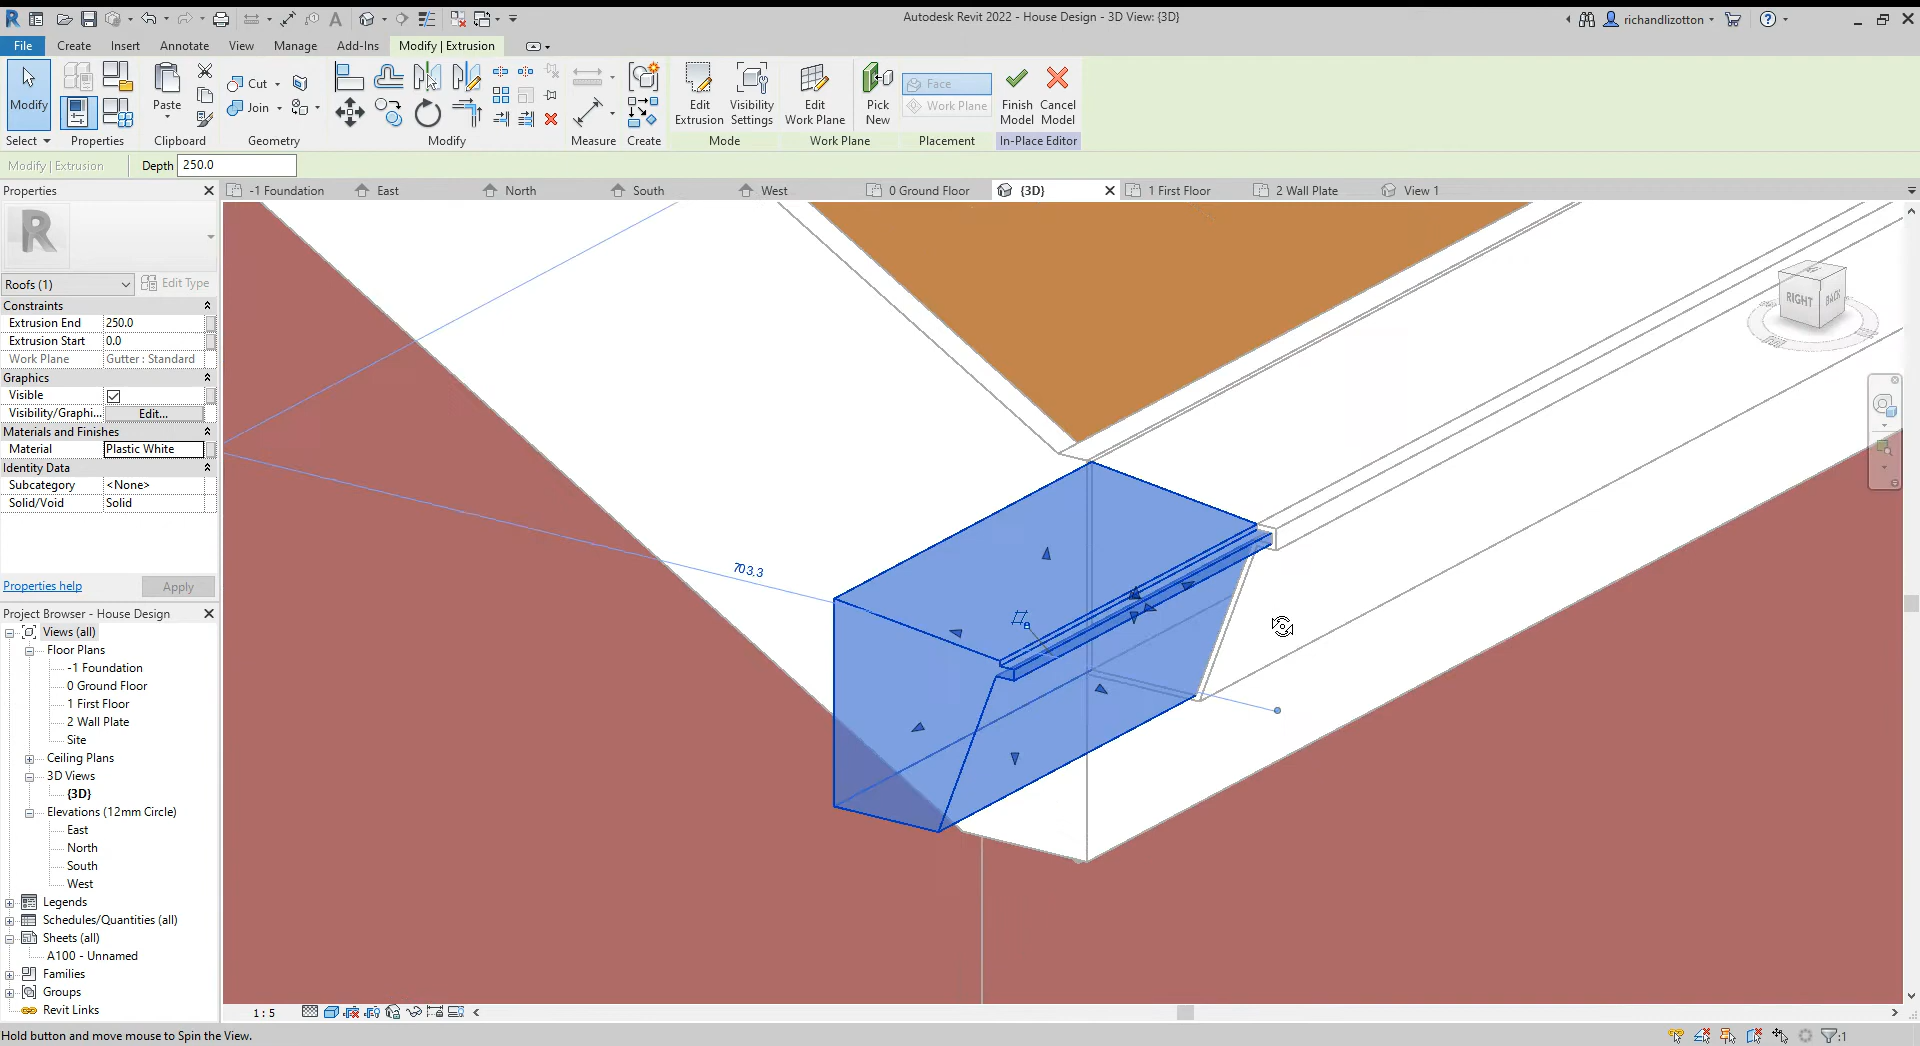 Autodesk Revit 2022 - House Design - 3D View: {3D}
richandlizotton
File Create Insert Annotate View Manage Add-Ins Modify | Extrusion
Modify
Paste
Cut
Join
Edit Extrusion
Visibility Settings
Edit Work Plane
Pick New
Face
Work Plane
Finish Model
Cancel Model
Select Properties Clipboard Geometry Modify Measure Create Mode Work Plane Placement In-Place Editor
Modify | Extrusion Depth 250.0
Properties
-1 Foundation East North South West 0 Ground Floor {3D} 1 First Floor 2 Wall Plate View 1
R
Roofs (1) Edit Type
Constraints
Extrusion End 250.0
Extrusion Start 0.0
Work Plane Gutter : Standard
Graphics
Visible
Visibility/Graphi... Edit...
Materials and Finishes
Material Plastic White
Identity Data
Subcategory <None>
Solid/Void Solid
Properties help Apply
Project Browser - House Design
Views (all)
Floor Plans
-1 Foundation
0 Ground Floor
1 First Floor
2 Wall Plate
Site
Ceiling Plans
3D Views
{3D}
Elevations (12mm Circle)
East
North
South
West
Legends
Schedules/Quantities (all)
Sheets (all)
A100 - Unnamed
Families
Groups
Revit Links
703.3
RIGHT BACK
1 : 5
Hold button and move mouse to Spin the View.
:1